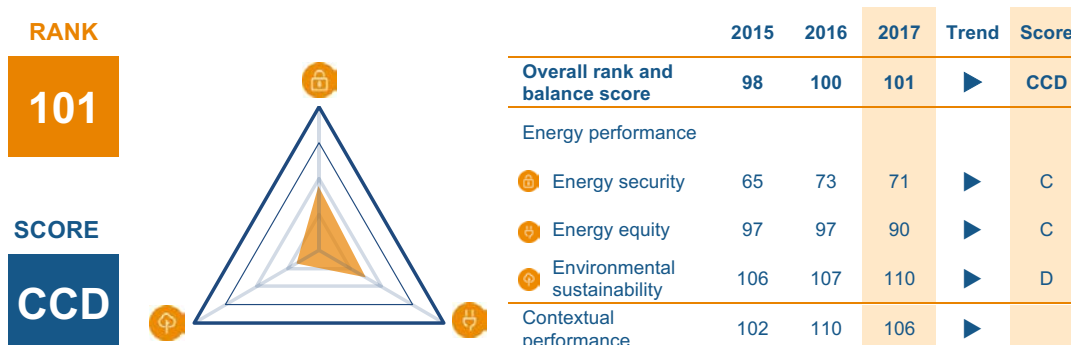 RANK
101
SCORE
CCD
2015 2016 2017 Trend Score
Overall rank and
balance score 98 100 101 CCD
Energy performance
Energy security 65 73 71 C
Energy equity 97 97 90 C
Environmental
sustainability 106 107 110 D
Contextual
performance 102 110 106